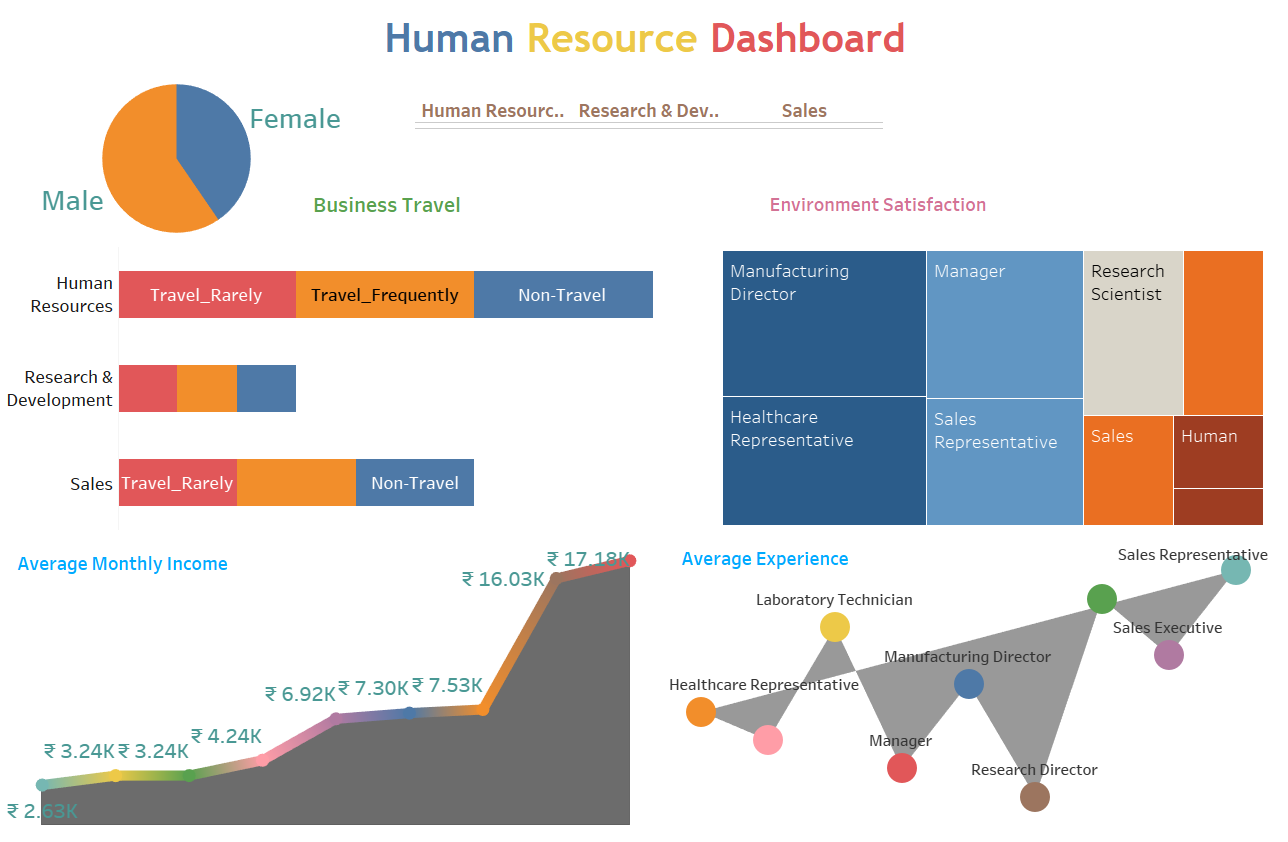 Human Resource Dashboard
Female
Male
Human Resourc.. Research & Dev.. Sales
Business Travel
Human
Resources
Travel_Rarely Travel_Frequently Non-Travel
Research &
Development
Sales
Travel_Rarely Non-Travel
Environment Satisfaction
Manufacturing
Director
Manager
Research
Scientist
Healthcare
Representative
Sales
Representative
Sales
Human
Average Monthly Income
₹ 2.63K
₹ 3.24K
₹ 3.24K
₹ 4.24K
₹ 6.92K
₹ 7.30K
₹ 7.53K
₹ 16.03K
₹ 17.18K
Average Experience
Sales Representative
Laboratory Technician
Sales Executive
Manufacturing Director
Healthcare Representative
Manager
Research Director